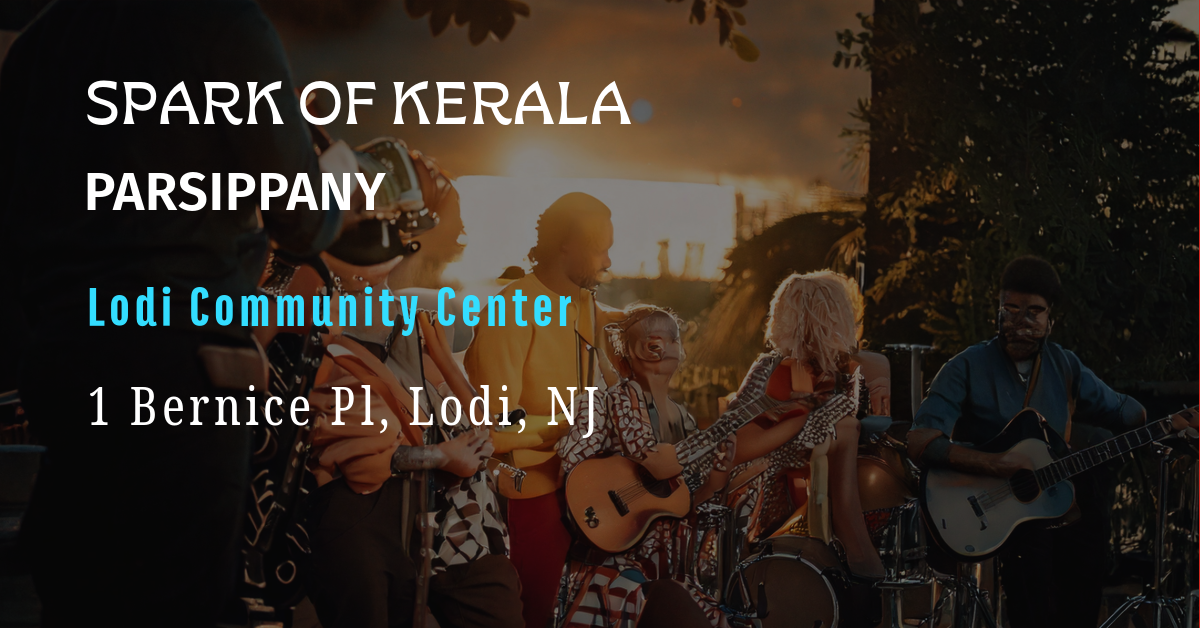 SPARK OF KERALA
PARSIPPANY
Lodi Community Center
1 Bernice Pl, Lodi, NJ